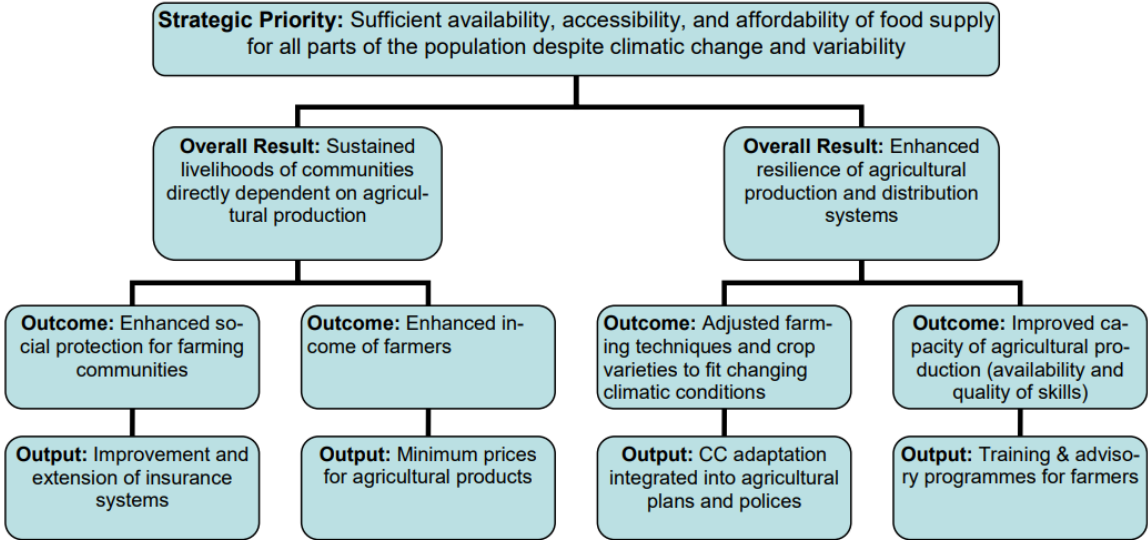 Strategic Priority: Sufficient availability, accessibility, and affordability of food supply
for all parts of the population despite climatic change and variability
Overall Result: Sustained
livelihoods of communities
directly dependent on agricul-
tural production
Overall Result: Enhanced
resilience of agricultural
production and distribution
systems
Outcome: Enhanced so-
cial protection for farming
communities
Outcome: Enhanced in-
come of farmers
Outcome: Adjusted farm-
ing techniques and crop
varieties to fit changing
climatic conditions
Outcome: Improved ca-
pacity of agricultural pro-
duction (availability and
quality of skills)
Output: Improvement and
extension of insurance
systems
Output: Minimum prices
for agricultural products
Output: CC adaptation
integrated into agricultural
plans and polices
Output: Training & adviso-
ry programmes for farmers